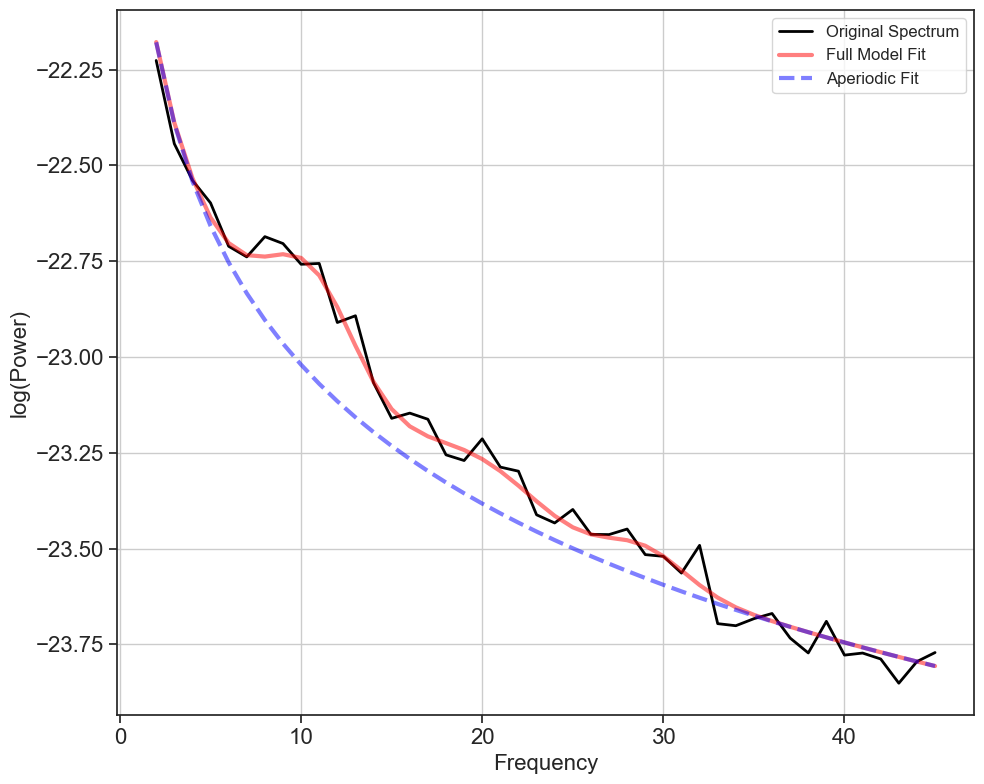 Original Spectrum
Full Model Fit
Aperiodic Fit
−22.25
−22.50
−22.75
−23.00
−23.25
−23.50
−23.75
log(Power)
0 10 20 30 40
Frequency